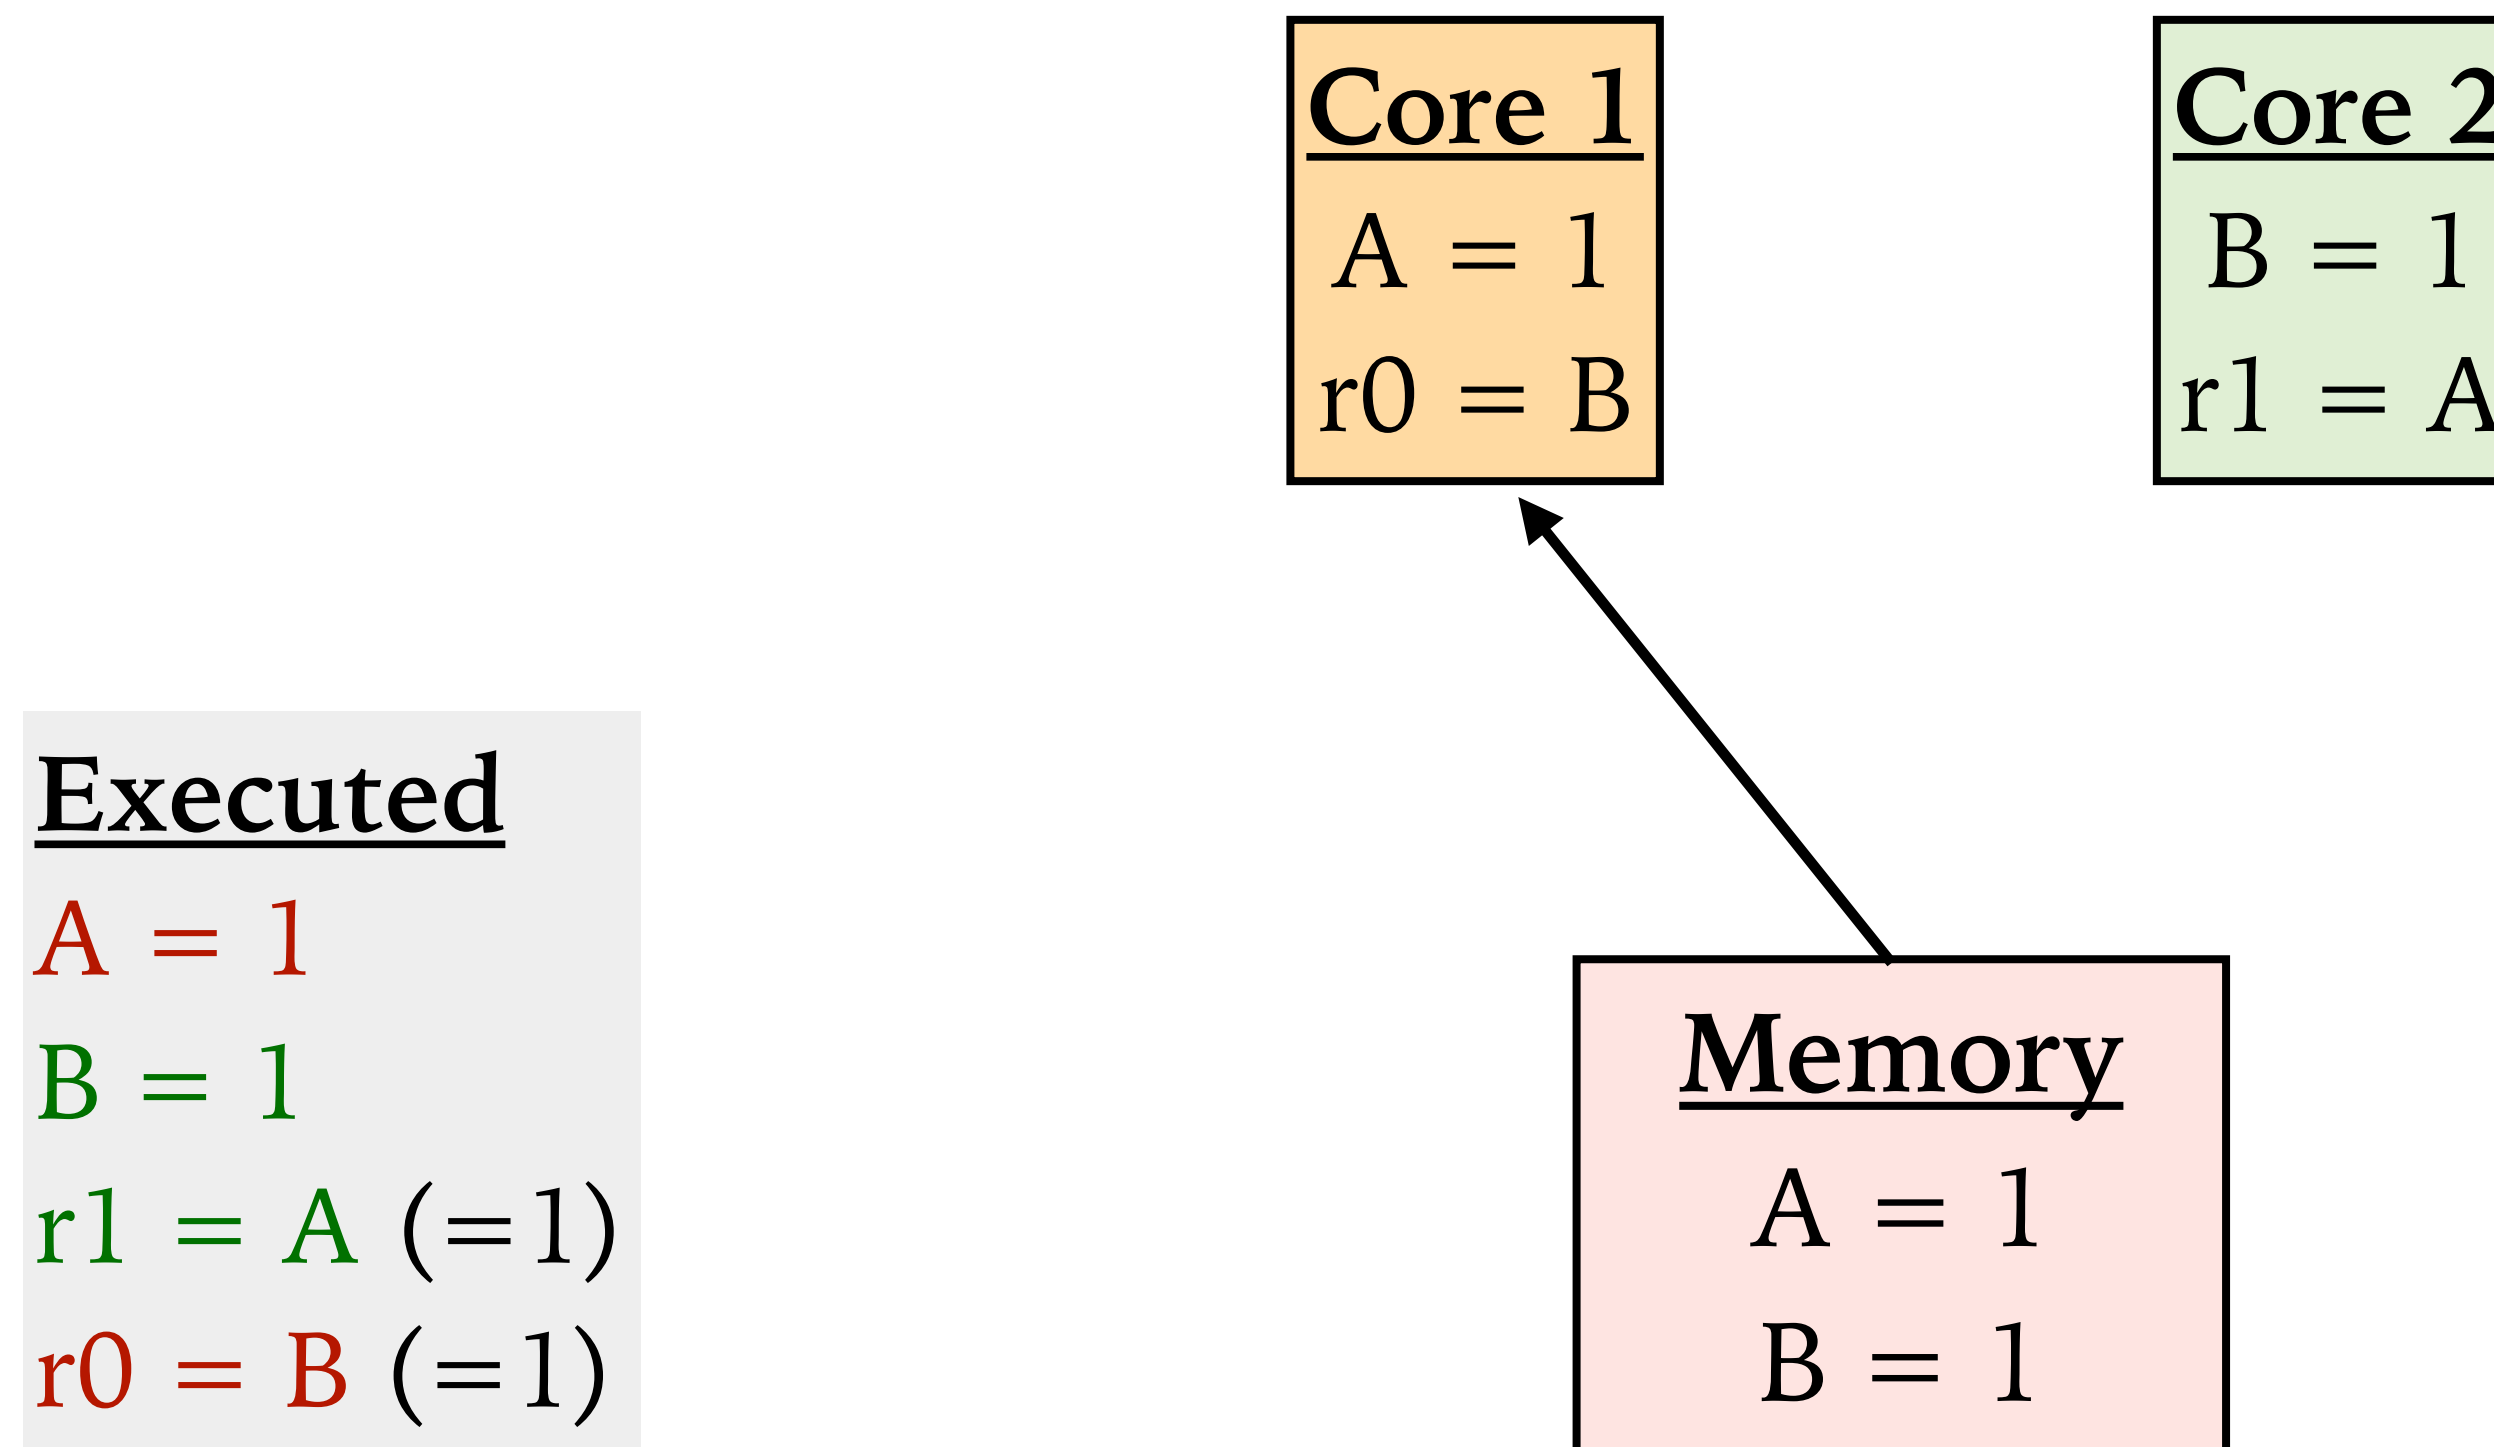 Core 1
A = 1
r0 = B
Core 2
B = 1
r1 = A
Executed
A = 1
B = 1
r1 = A (=1)
r0 = B (=1)
Memory
A = 1
B = 1